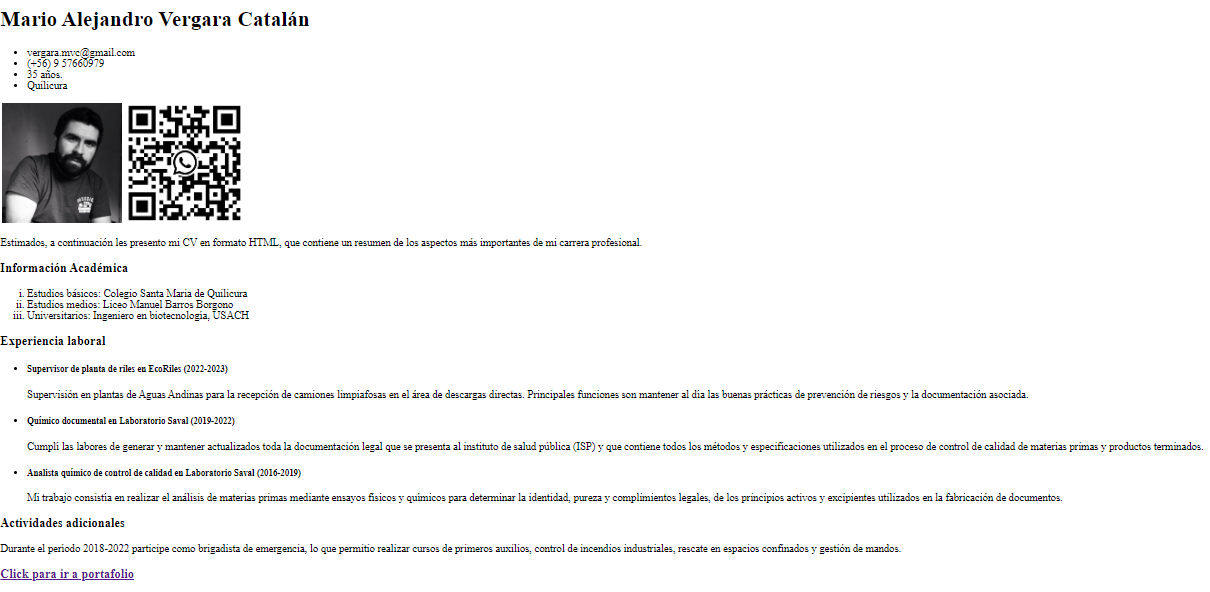 Mario Alejandro Vergara Catalán
vergara.mvc@gmail.com
(+56) 9 57660979
35 años.
Quilicura
Estimados, a continuación les presento mi CV en formato HTML, que contiene un resumen de los aspectos más importantes de mi carrera profesional.
Información Académica
i. Estudios básicos: Colegio Santa Maria de Quilicura
ii. Estudios medios: Liceo Manuel Barros Borgono
iii. Universitarios: Ingeniero en biotecnología, USACH
Experiencia laboral
Supervisor de planta de riles en EcoRiles (2022-2023)
Supervisión en plantas de Aguas Andinas para la recepción de camiones limpiafosas en el área de descargas directas. Principales funciones son mantener al día las buenas prácticas de prevención de riesgos y la documentación asociada.
Químico documental en Laboratorio Saval (2019-2022)
Cumplí las labores de generar y mantener actualizados toda la documentación legal que se presenta al instituto de salud pública (ISP) y que contiene todos los métodos y especificaciones utilizados en el proceso de control de calidad de materias primas y productos terminados.
Analista químico de control de calidad en Laboratorio Saval (2016-2019)
Mi trabajo consistía en realizar el análisis de materias primas mediante ensayos físicos y químicos para determinar la identidad, pureza y complimientos legales, de los principios activos y excipientes utilizados en la fabricación de documentos.
Actividades adicionales
Durante el periodo 2018-2022 participe como brigadista de emergencia, lo que permitio realizar cursos de primeros auxilios, control de incendios industriales, rescate en espacios confinados y gestión de mandos.
Click para ir a portafolio